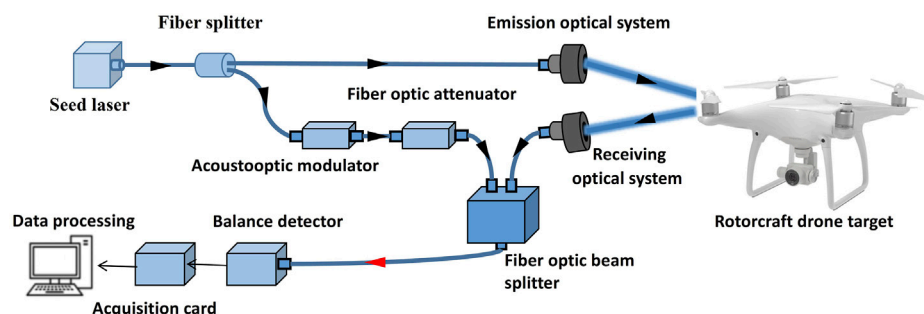 Fiber splitter
Emission optical system
Seed laser
Fiber optic attenuator
Acoustooptic modulator
Receiving
optical system
Rotorcraft drone target
Data processing
Balance detector
Fiber optic beam
splitter
Acquisition card